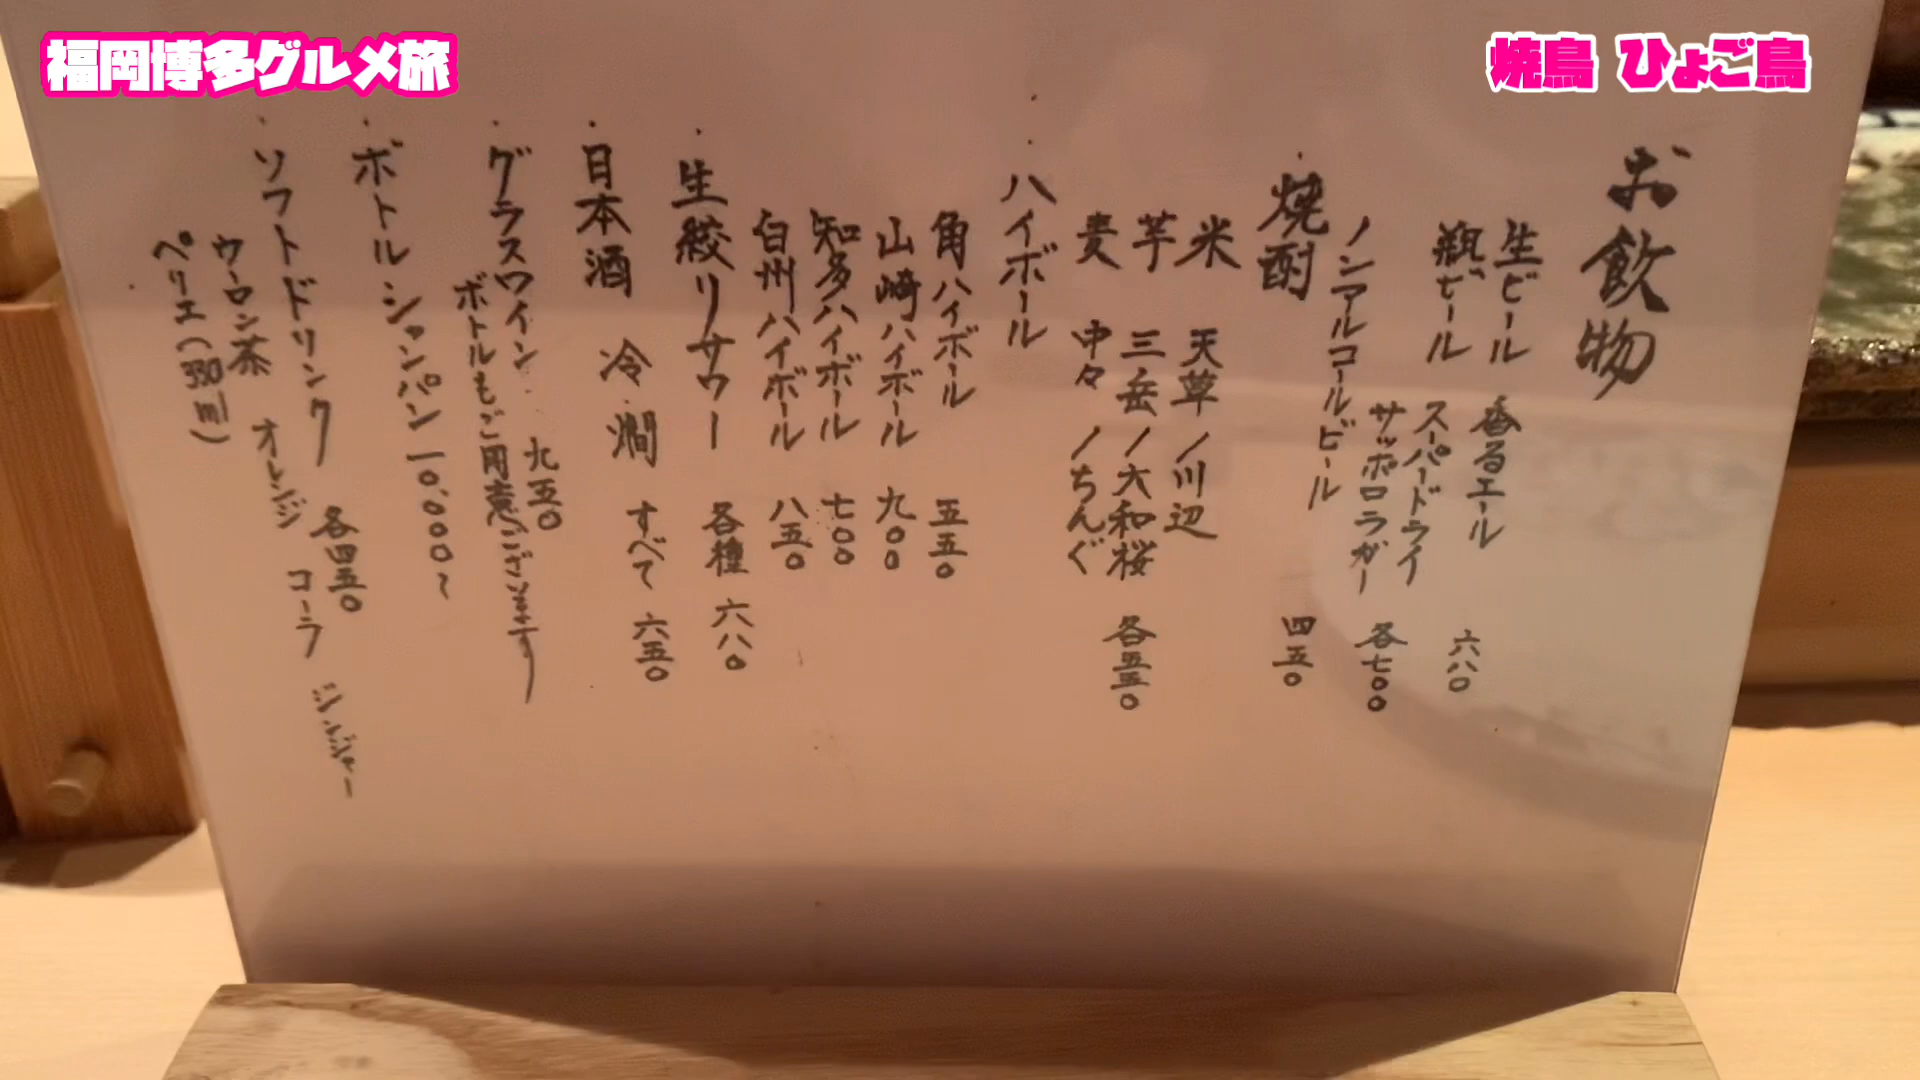 福岡博多グルメ旅
焼鳥 ひょご鳥
お飲物
生ビール 香るエール 六八〇
瓶ビール スーパードライ
サッポロラガー 各七〇〇
ノンアルコールビール 四五〇
・焼酎
米 天草/川辺
芋 三岳/六和桜 各五五〇
麦 中々/ちんぐ
・ハイボール
角ハイボール 五五〇
山崎ハイボール 九〇〇
知多ハイボール 七〇〇
白州ハイボール 八五〇
・生絞りサワー 各種 六八〇
・日本酒 冷・燗 すべて 六五〇
・グラスワイン 九五〇
ボトルもご用意ございます
・ボトルシャンパン 一〇、〇〇〇〜
・ソフトドリンク 各四五〇
ウーロン茶 オレンジ コーラ ジンジャー
ペリエ(330ml)